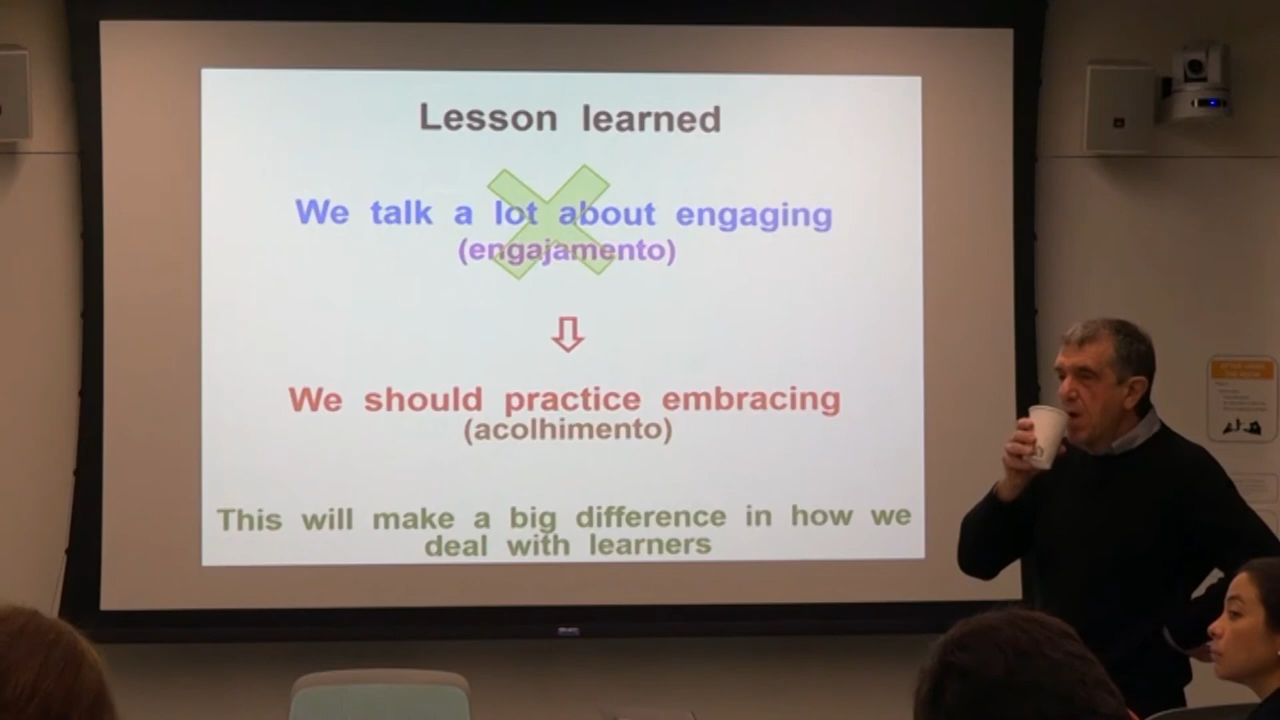 Lesson learned
We talk a lot about engaging
(engajamento)
We should practice embracing
(acolhimento)
This will make a big difference in how we
deal with learners